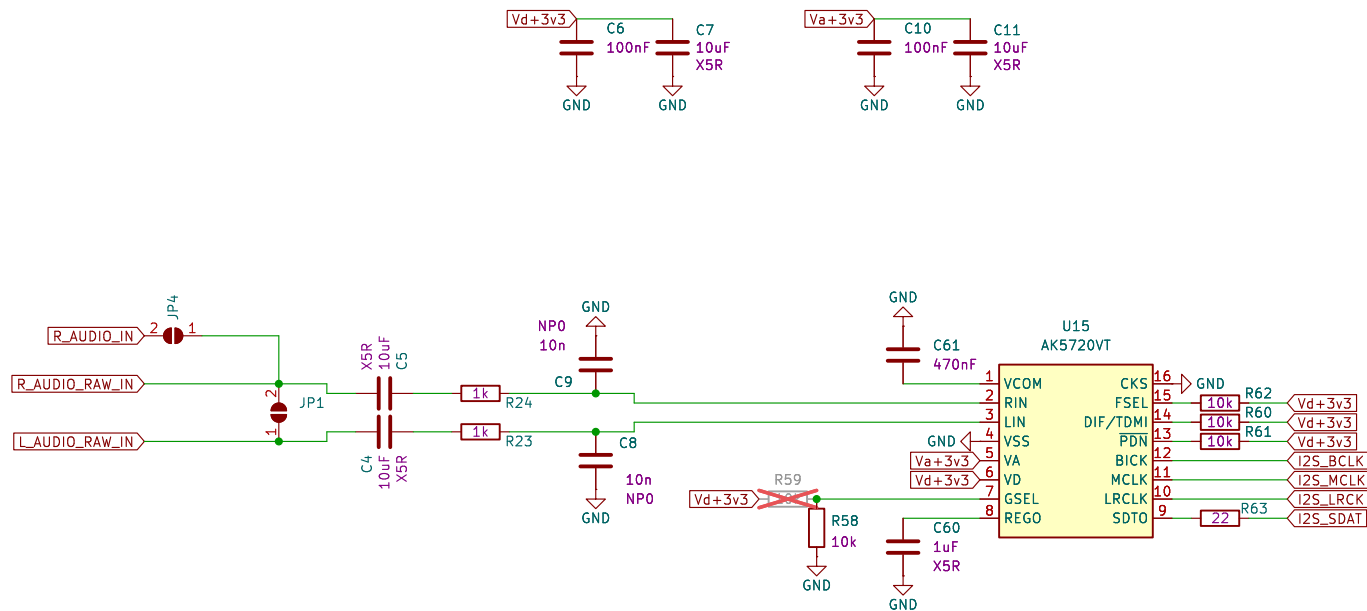 Vd+3v3
C6
100nF
GND
C7
10uF
X5R
GND
Va+3v3
C10
100nF
GND
C11
10uF
X5R
GND
JP4
R_AUDIO_IN
2
1
R_AUDIO_RAW_IN
2
JP1
1
L_AUDIO_RAW_IN
X5R
10uF
C5
C4
10uF
X5R
1k
R24
1k
R23
GND
NP0
10n
C9
C8
10n
NP0
GND
GND
C61
470nF
U15
AK5720VT
1 VCOM
2 RIN
3 LIN
GND 4 VSS
Va+3v3 5 VA
Vd+3v3 6 VD
7 GSEL
8 REGO
CKS 16 GND
FSEL 15 10k R62 Vd+3v3
DIF/TDMI 14 10k R60 Vd+3v3
PDN 13 10k R61 Vd+3v3
BICK 12 I2S_BCLK
MCLK 11 I2S_MCLK
LRCLK 10 I2S_LRCK
SDTO 9 22 R63 I2S_SDAT
Vd+3v3
R59
R58
10k
GND
C60
1uF
X5R
GND